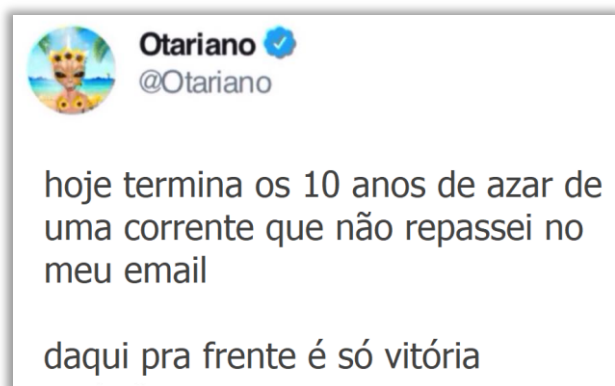 Otariano
@Otariano
hoje termina os 10 anos de azar de
uma corrente que não repassei no
meu email
daqui pra frente é só vitória